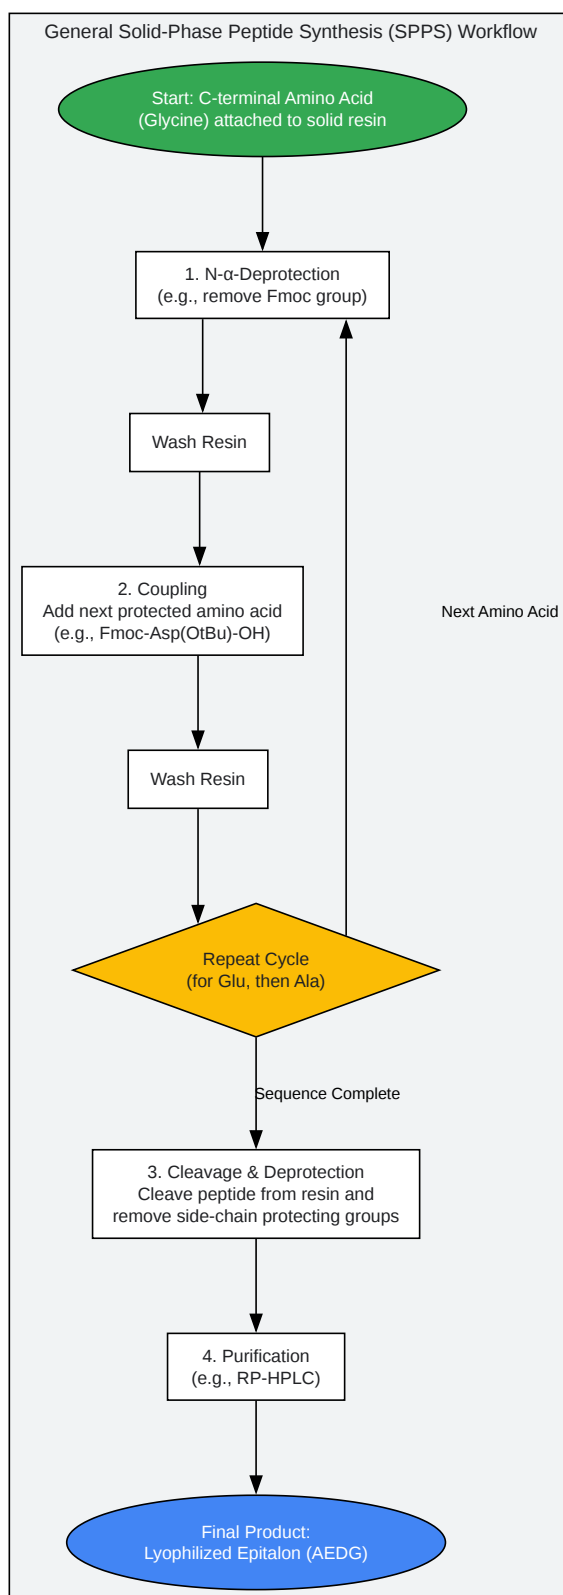 General Solid-Phase Peptide Synthesis (SPPS) Workflow
Start: C-terminal Amino Acid
(Glycine) attached to solid resin
1. N-α-Deprotection
(e.g., remove Fmoc group)
Wash Resin
2. Coupling
Add next protected amino acid
(e.g., Fmoc-Asp(OtBu)-OH)
Next Amino Acid
Wash Resin
Repeat Cycle
(for Glu, then Ala)
Sequence Complete
3. Cleavage & Deprotection
Cleave peptide from resin and
remove side-chain protecting groups
4. Purification
(e.g., RP-HPLC)
Final Product:
Lyophilized Epitalon (AEDG)